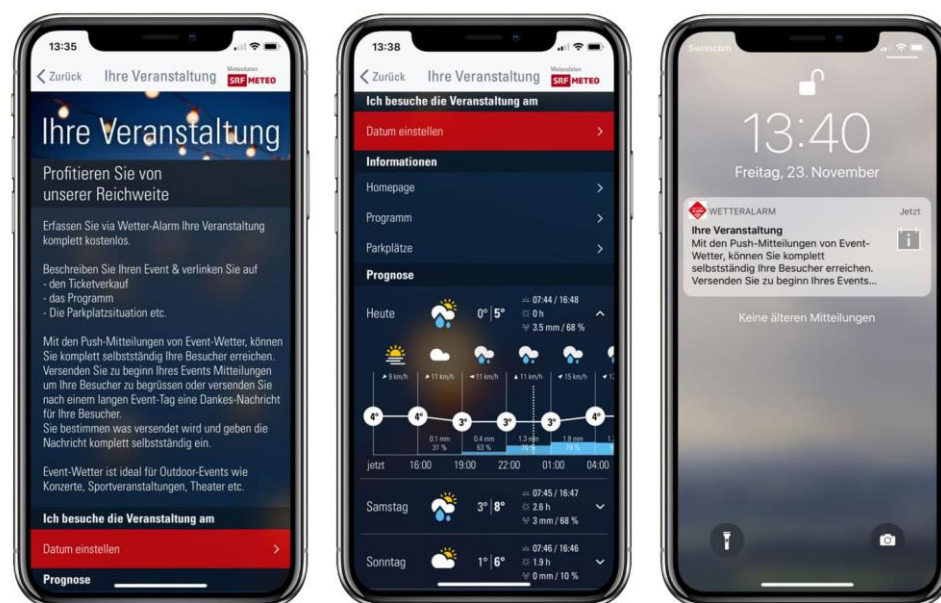 13:35
Zurück
Ihre Veranstaltung
Meteodaten
SRF METEO
Ihre Veranstaltung
Profitieren Sie von
unserer Reichweite
Erfassen Sie via Wetter-Alarm Ihre Veranstaltung
komplett kostenlos.
Beschreiben Sie Ihren Event & verlinken Sie auf
- den Ticketverkauf
- das Programm
- Die Parkplatzsituation etc.
Mit den Push-Mitteilungen von Event-Wetter, können
Sie komplett selbstständig Ihre Besucher erreichen.
Versenden Sie zu beginn Ihres Events Mitteilungen
um Ihre Besucher zu begrüssen oder versenden Sie
nach einem langen Event-Tag eine Dankes-Nachricht
für Ihre Besucher.
Sie bestimmen was versendet wird und geben die
Nachricht komplett selbstständig ein.
Event-Wetter ist ideal für Outdoor-Events wie
Konzerte, Sportveranstaltungen, Theater etc.
Ich besuche die Veranstaltung am
Datum einstellen
Prognose
13:38
Zurück
Ihre Veranstaltung
Meteodaten
SRF METEO
Ich besuche die Veranstaltung am
Datum einstellen
Informationen
Homepage
Programm
Parkplätze
Prognose
Heute 0° | 5°
07:44 / 16:48
0 h
3.5 mm / 68 %
9 km/h 11 km/h 11 km/h 11 km/h 15 km/h
4° 4° 3° 3° 3° 4°
0.1 mm 0.4 mm 1.3 mm 1.8 mm
31 % 63 % 70 % 75 %
jetzt 16:00 19:00 22:00 01:00 04:00
Samstag 3° | 8°
07:45 / 16:47
2.6 h
3 mm / 68 %
Sonntag 1° | 6°
07:46 / 16:46
1.9 h
0 mm / 10 %
Swisscom
13:40
Freitag, 23. November
WETTERALARM
Jetzt
Ihre Veranstaltung
Mit den Push-Mitteilungen von Event-
Wetter, können Sie komplett
selbstständig Ihre Besucher erreichen.
Versenden Sie zu beginn Ihres Events...
Keine älteren Mitteilungen